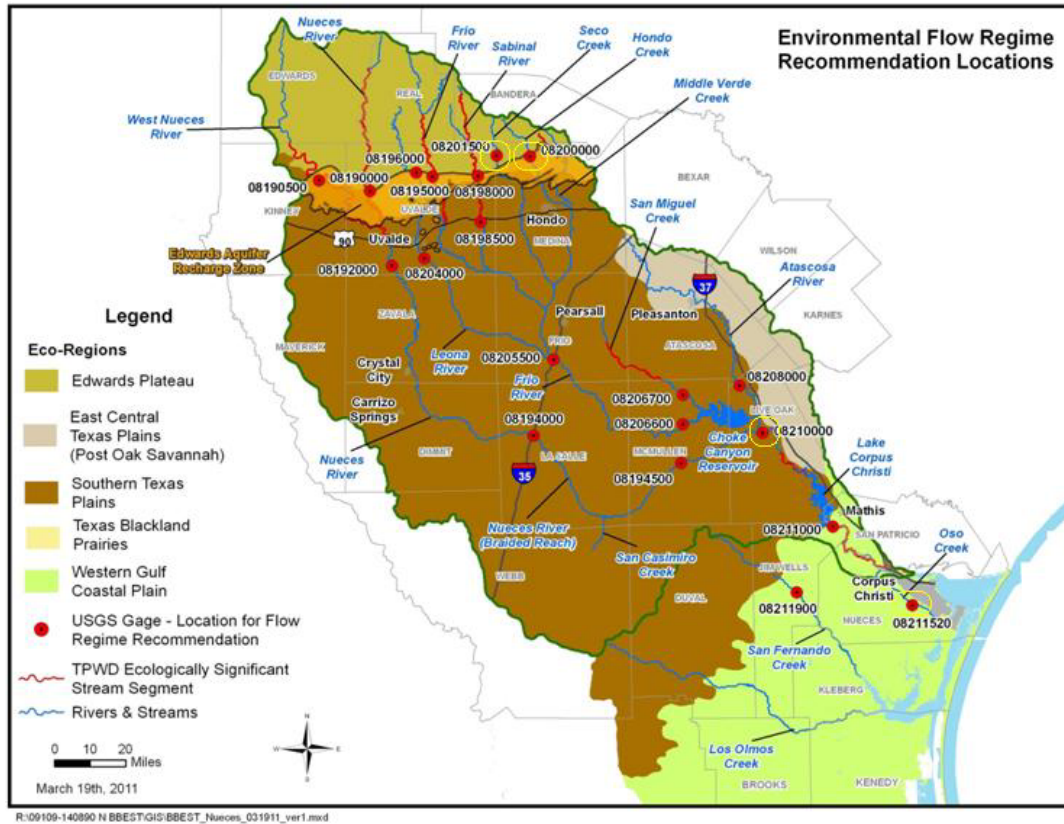 Environmental Flow Regime
Recommendation Locations
Nueces
River
Frio
River
Sabinal
River
Seco
Creek
Hondo
Creek
Middle Verde
Creek
EDWARDS
REAL
BANDERA
West Nueces
River
08201500
08200000
08196000
08190000
08190500
08195000
08198000
KINNEY
UVALDE
BEXAR
San Miguel
Creek
90
Uvalde
Hondo
MEDINA
08198500
WILSON
Edwards Aquifer
Recharge Zone
08192000
08204000
Atascosa
River
37
KARNES
Legend
Eco-Regions
Edwards Plateau
East Central
Texas Plains
(Post Oak Savannah)
Southern Texas
Plains
Texas Blackland
Prairies
Western Gulf
Coastal Plain
USGS Gage - Location for Flow
Regime Recommendation
TPWD Ecologically Significant
Stream Segment
Rivers & Streams
0 10 20
Miles
March 19th, 2011
N
W
E
S
ZAVALA
MAVERICK
Pearsall
Pleasanton
FRIO
ATASCOSA
Crystal
City
Leona
River
08205500
Frio
River
08208000
Carrizo
Springs
08206700
LIVE OAK
08194000
08206600
08210000
DIMMIT
LA SALLE
MCMULLEN
Choke
Canyon
Reservoir
Lake
Corpus
Christi
Nueces
River
35
08194500
Nueces River
(Braided Reach)
San Casimiro
Creek
Mathis
08211000
SAN PATRICIO
Oso
Creek
WEBB
JIM WELLS
DUVAL
Corpus
Christi
08211900
NUECES
08211520
San Fernando
Creek
KLEBERG
Los Olmos
Creek
BROOKS
KENEDY
R:\09109-140890 N BBEST\GIS\BBEST_Nueces_031911_ver1.mxd